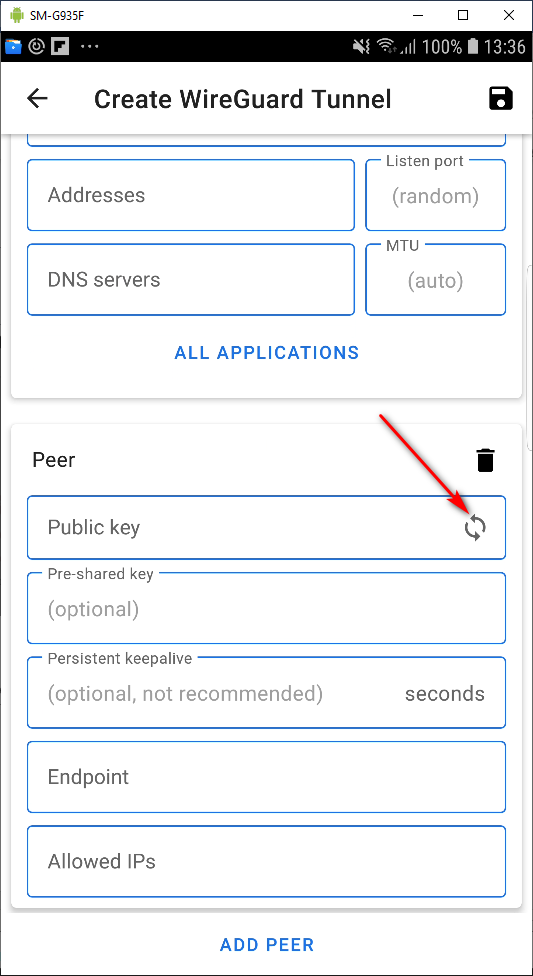 SM-G935F
100% 13:36
Create WireGuard Tunnel
Listen port
Addresses
(random)
MTU
DNS servers
(auto)
ALL APPLICATIONS
Peer
Public key
Pre-shared key
(optional)
Persistent keepalive
(optional, not recommended) seconds
Endpoint
Allowed IPs
ADD PEER